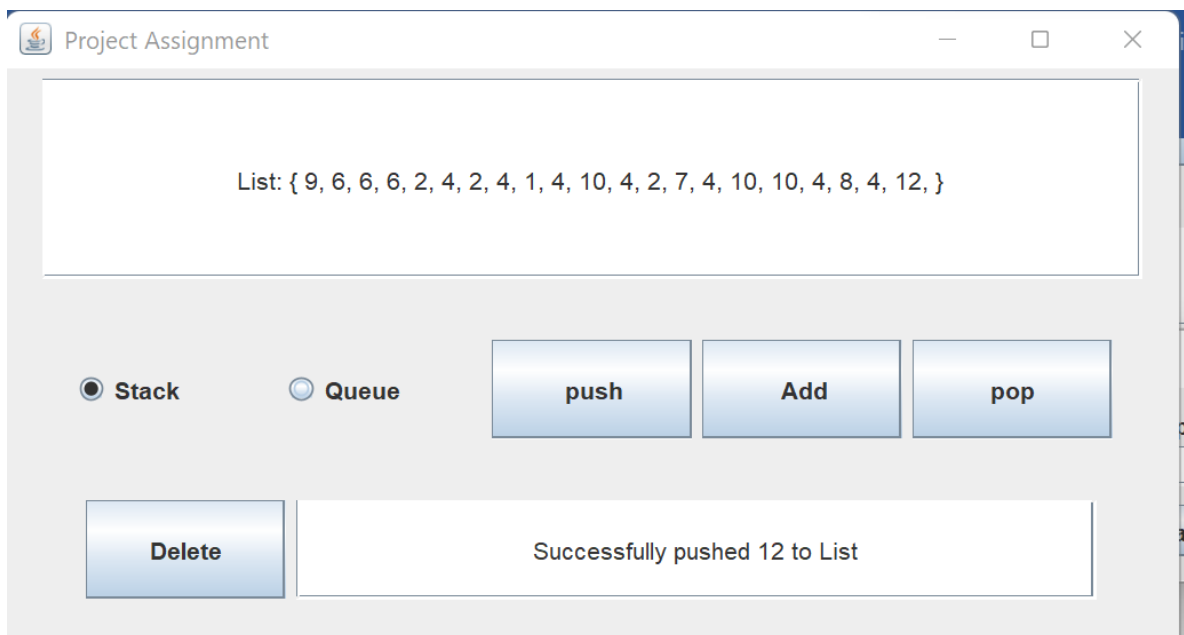 Project Assignment
List: { 9, 6, 6, 6, 2, 4, 2, 4, 1, 4, 10, 4, 2, 7, 4, 10, 10, 4, 8, 4, 12, }
Stack Queue push Add pop
Delete Successfully pushed 12 to List